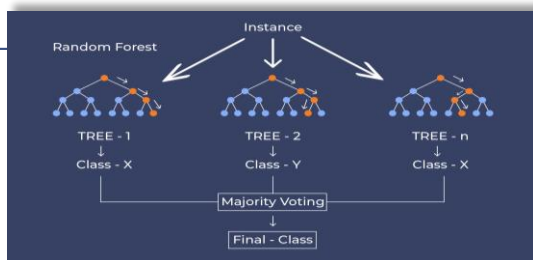 Instance
Random Forest
TREE - 1
TREE - 2
TREE - n
Class - X
Class - Y
Class - X
Majority Voting
Final - Class